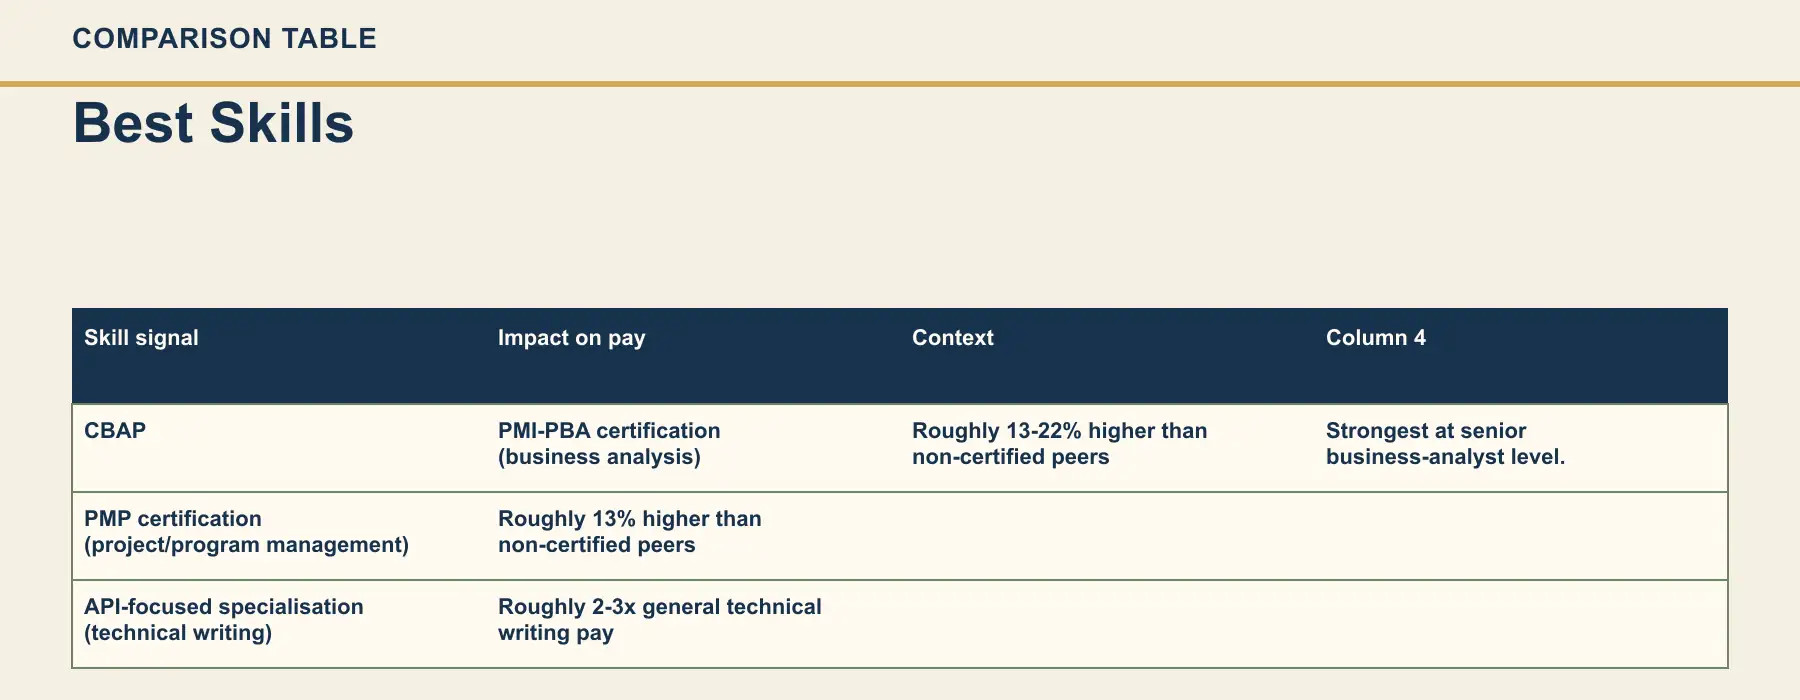 COMPARISON TABLE
Best Skills
Skill signal
Impact on pay
Context
Column 4
CBAP
PMI-PBA certification
(business analysis)
Roughly 13-22% higher than
non-certified peers
Strongest at senior
business-analyst level.
PMP certification
(project/program management)
Roughly 13% higher than
non-certified peers
API-focused specialisation
(technical writing)
Roughly 2-3x general technical
writing pay